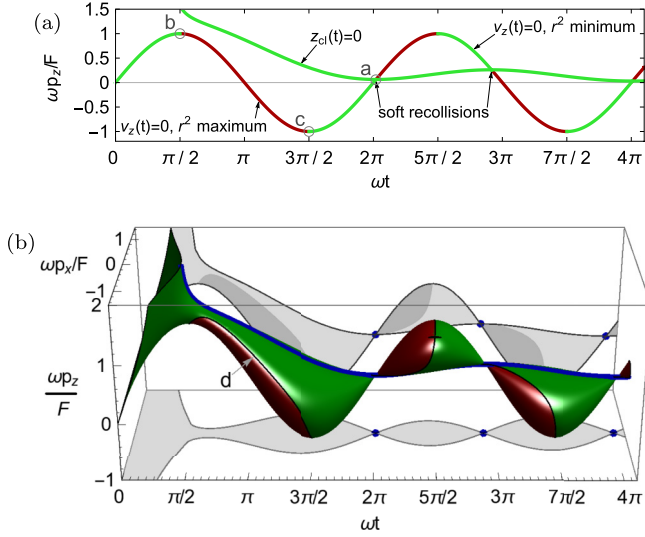 (a)
ωp_z/F
1.5
1
0.5
0
-0.5
-1
b
z_cl(t)=0
v_z(t)=0, r² minimum
a
soft recollisions
v_z(t)=0, r² maximum
c
0 π/2 π 3π/2 2π 5π/2 3π 7π/2 4π
ωt
(b)
ωp_x/F
1
0
-1
2
1
0
-1
ωp_z
F
d
0 π/2 π 3π/2 2π 5π/2 3π 7π/2 4π
ωt